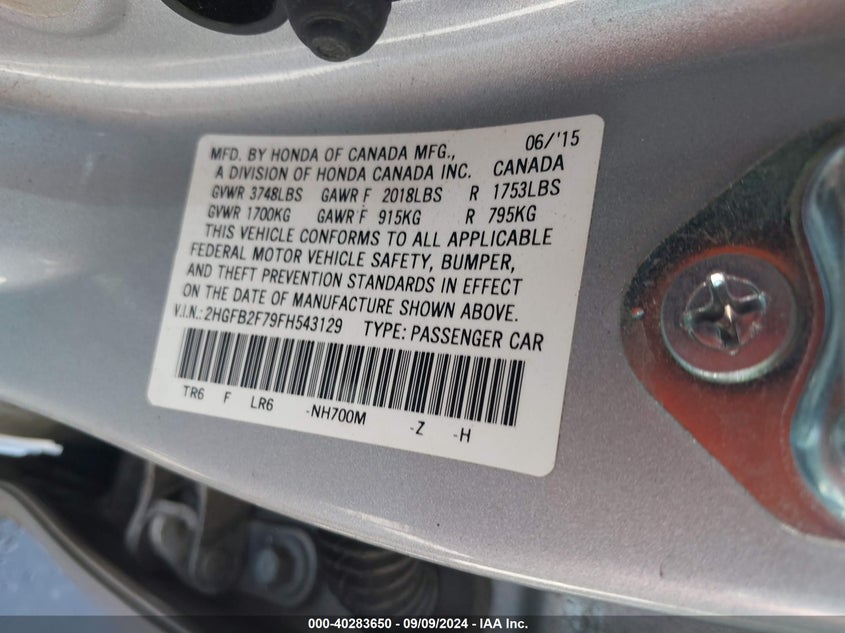 06/'15
MFD. BY HONDA OF CANADA MFG.,
A DIVISION OF HONDA CANADA INC. CANADA
GVWR 3748LBS GAWR F 2018LBS R 1753LBS
GVWR 1700KG GAWR F 915KG R 795KG
THIS VEHICLE CONFORMS TO ALL APPLICABLE
FEDERAL MOTOR VEHICLE SAFETY, BUMPER,
AND THEFT PREVENTION STANDARDS IN EFFECT
ON THE DATE OF MANUFACTURE SHOWN ABOVE.
V.I.N.: 2HGFB2F79FH543129 TYPE: PASSENGER CAR
TR6 F LR6 -NH700M -Z -H
000-40283650 - 09/09/2024 - IAA Inc.